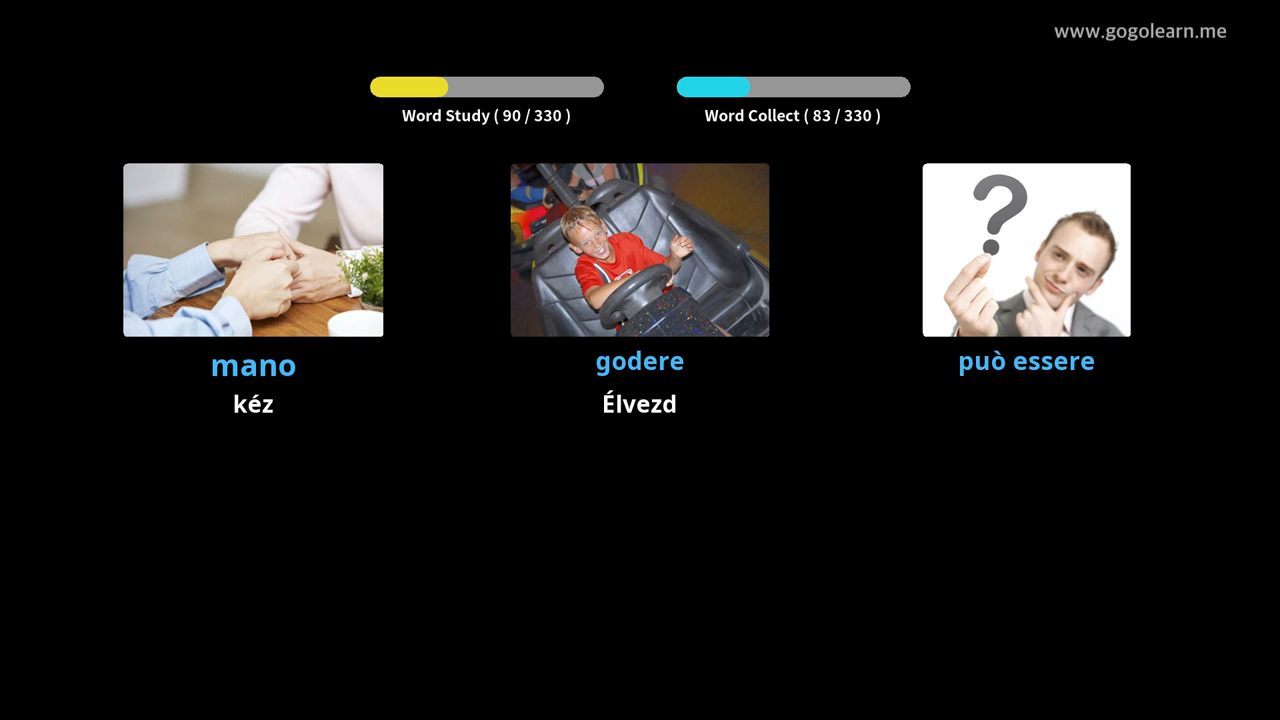 www.gogolearn.me
Word Study ( 90 / 330 )
Word Collect ( 83 / 330 )
mano
godere
può essere
kéz
Élvezd